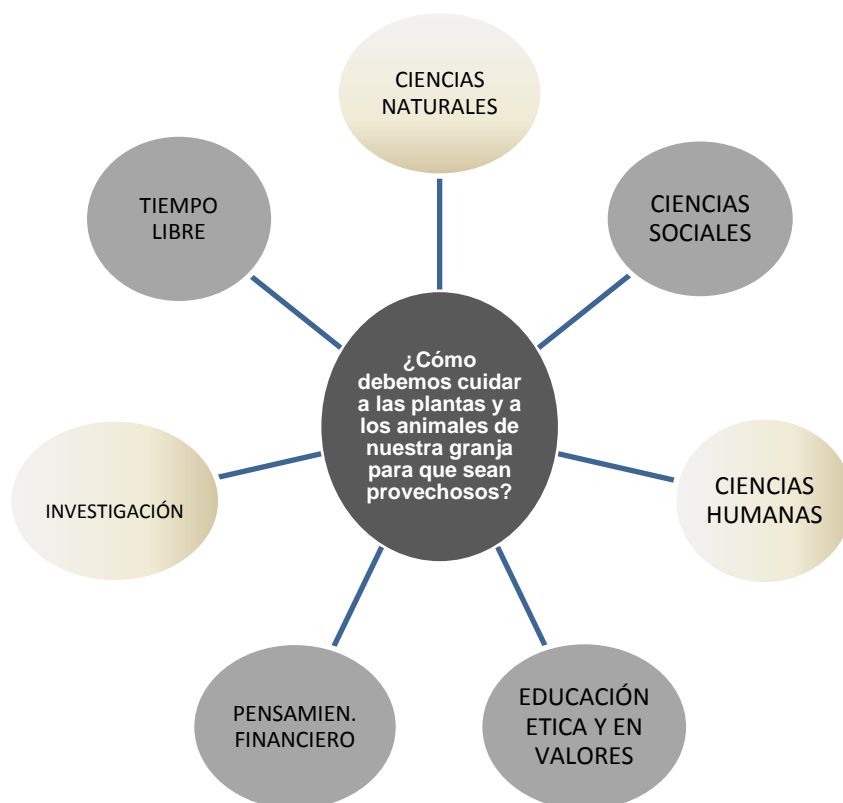 CIENCIAS
NATURALES
TIEMPO
LIBRE
CIENCIAS
SOCIALES
¿Cómo
debemos cuidar
a las plantas y a
los animales de
nuestra granja
para que sean
provechosos?
INVESTIGACIÓN
CIENCIAS
HUMANAS
PENSAMIEN.
FINANCIERO
EDUCACIÓN
ETICA Y EN
VALORES